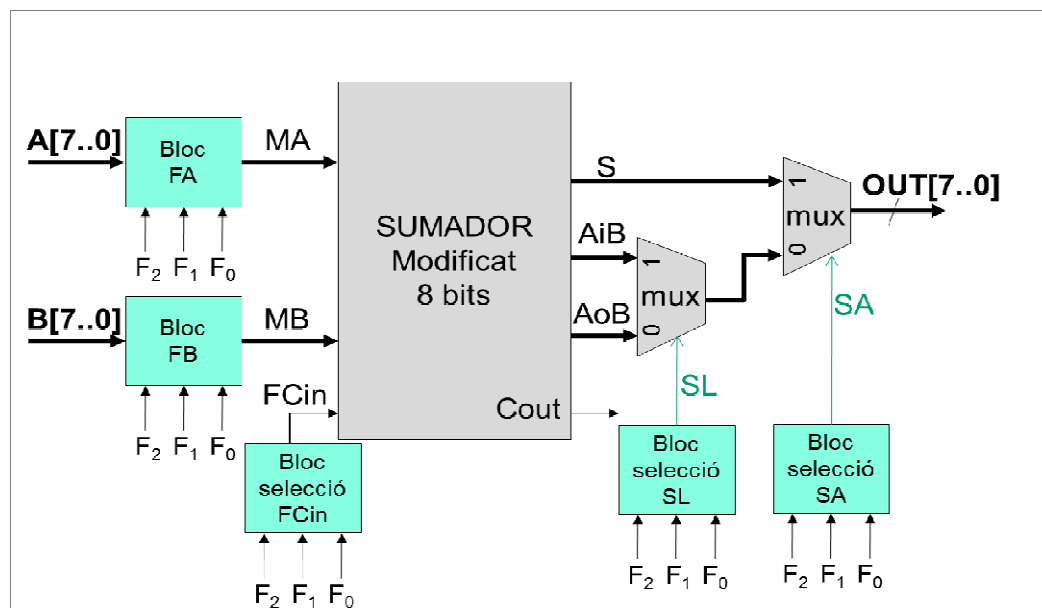 A[7..0]
Bloc
FA
MA
F2 F1 F0
B[7..0]
Bloc
FB
MB
F2 F1 F0
FCin
Bloc
selecció
FCin
F2 F1 F0
SUMADOR
Modificat
8 bits
Cout
S
AiB
AoB
1
mux
0
SL
Bloc
selecció
SL
F2 F1 F0
1
mux
0
OUT[7..0]
SA
Bloc
selecció
SA
F2 F1 F0